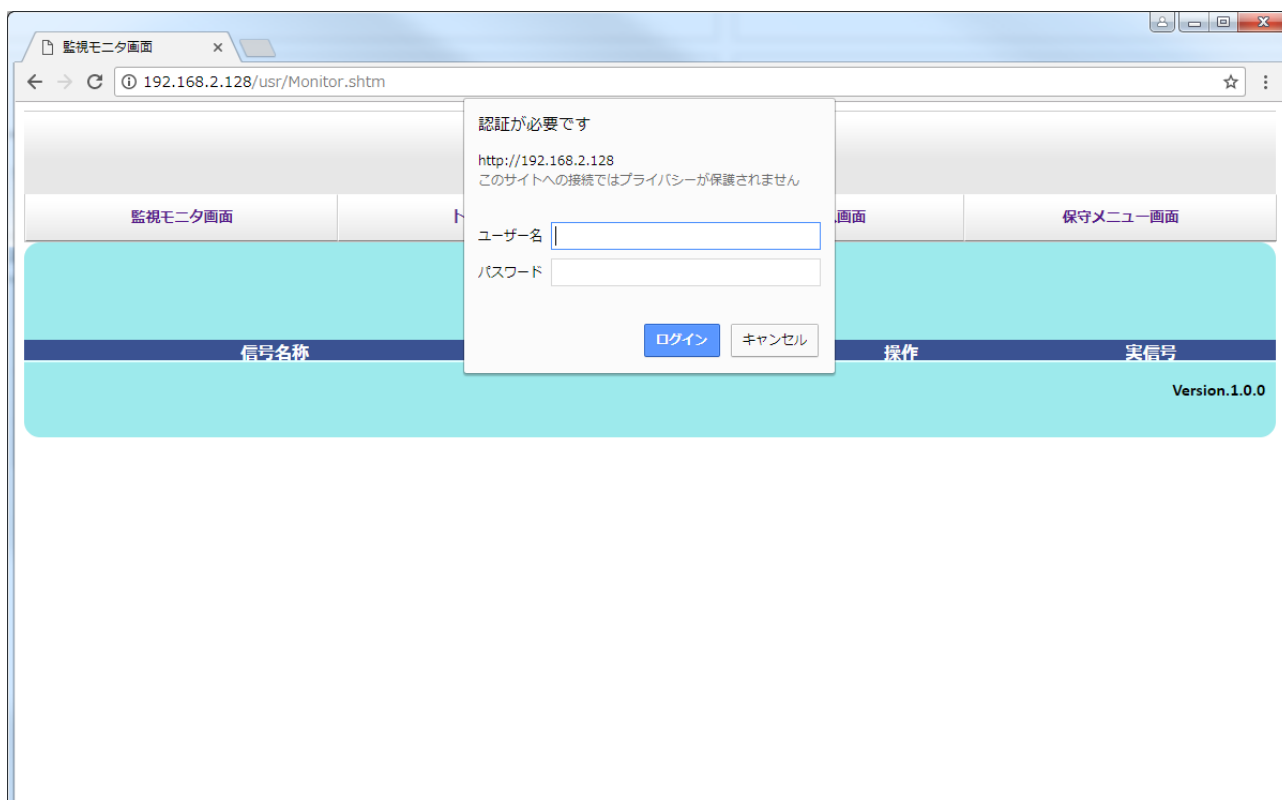 監視モニタ画面
192.168.2.128/usr/Monitor.shtm
認証が必要です
http://192.168.2.128
このサイトへの接続ではプライバシーが保護されません
ユーザー名
パスワード
ログイン キャンセル
監視モニタ画面 ト 画面 保守メニュー画面
信号名称 操作 実信号
Version.1.0.0